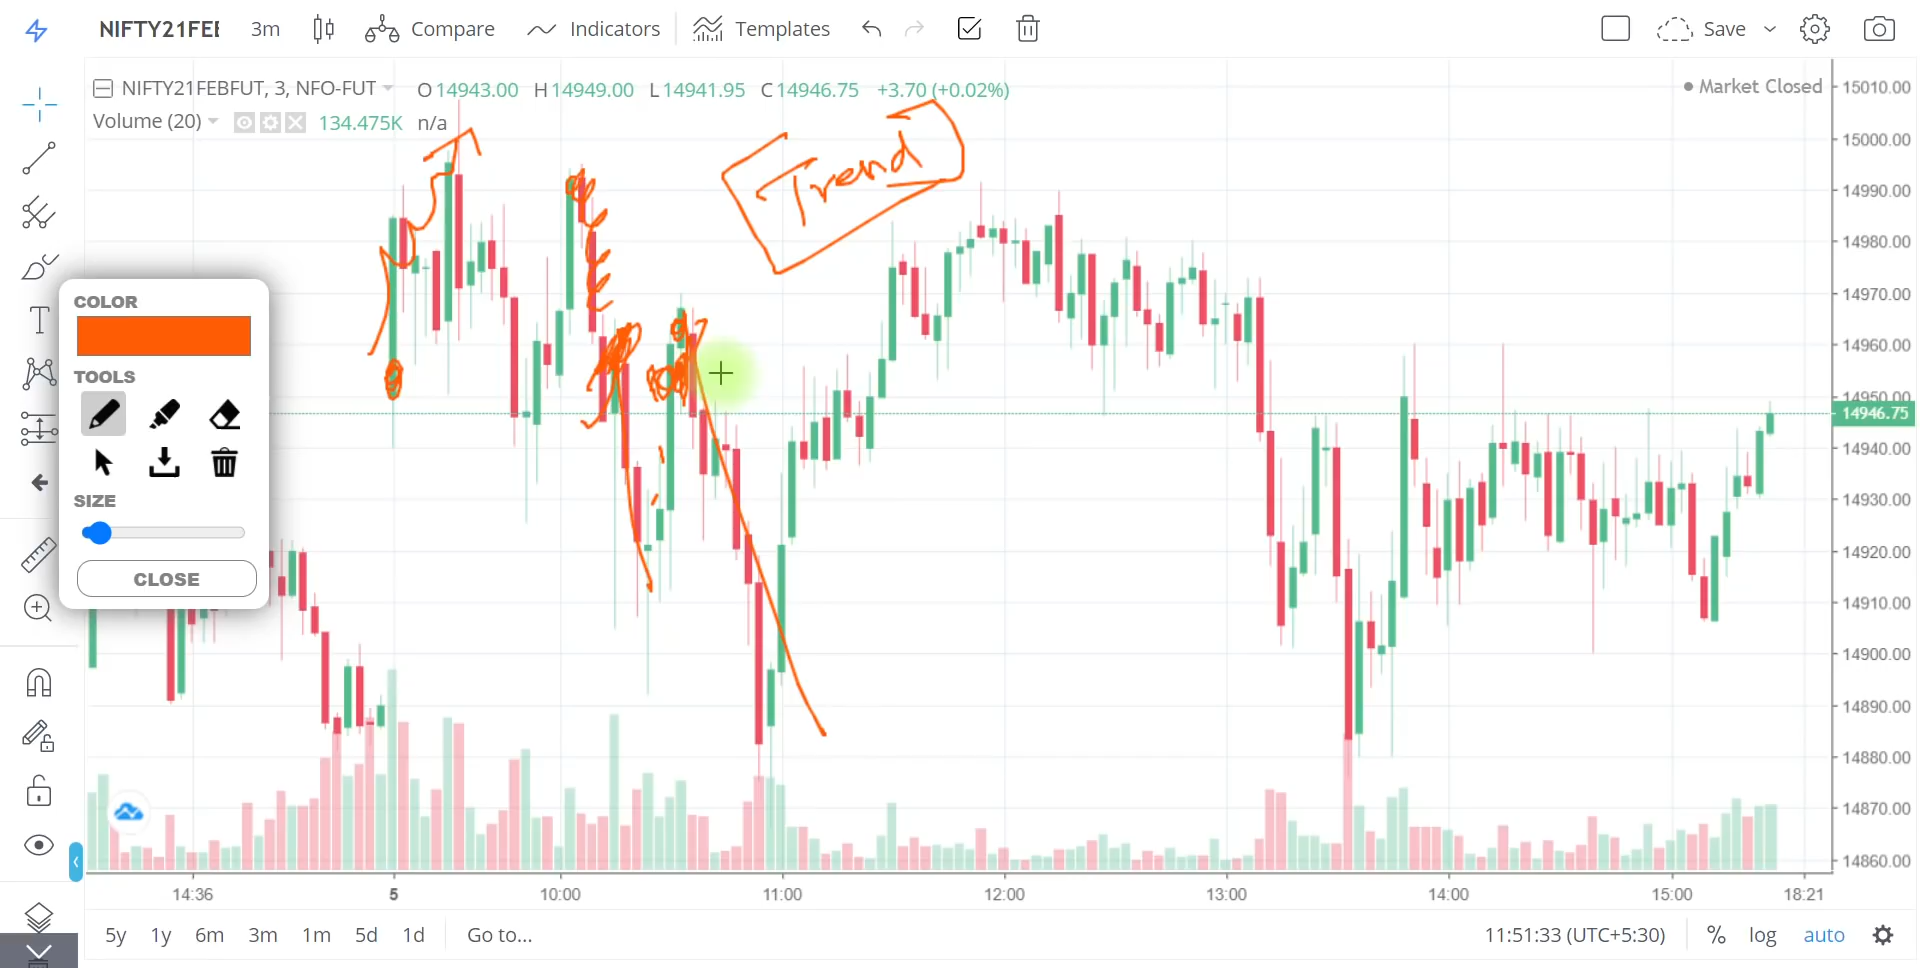 NIFTY21FEE 3m Compare Indicators Templates Save
NIFTY21FEBFUT, 3, NFO-FUT O 14943.00 H 14949.00 L 14941.95 C 14946.75 +3.70 (+0.02%)
Market Closed
Volume (20) 134.475K n/a
Trend
T
COLOR
TOOLS
SIZE
CLOSE
15010.00
15000.00
14990.00
14980.00
14970.00
14960.00
14950.00
14946.75
14940.00
14930.00
14920.00
14910.00
14900.00
14890.00
14880.00
14870.00
14860.00
14:36 5 10:00 11:00 12:00 13:00 14:00 15:00 18:21
5y 1y 6m 3m 1m 5d 1d Go to... 11:51:33 (UTC+5:30) % log auto